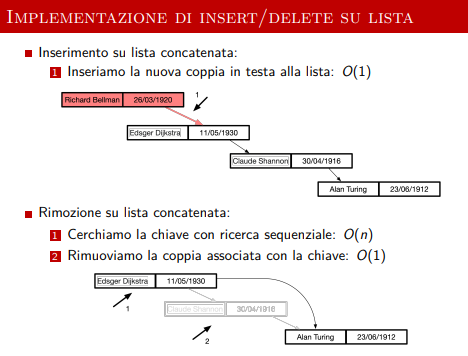 Implementazione di insert/delete su lista
Inserimento su lista concatenata:
1 Inseriamo la nuova coppia in testa alla lista: O(1)
Richard Bellman 26/03/1920
1
Edsger Dijkstra 11/05/1930
Claude Shannon 30/04/1916
Alan Turing 23/06/1912
Rimozione su lista concatenata:
1 Cerchiamo la chiave con ricerca sequenziale: O(n)
2 Rimuoviamo la coppia associata con la chiave: O(1)
Edsger Dijkstra 11/05/1930
1
Claude Shannon 30/04/1916
2
Alan Turing 23/06/1912